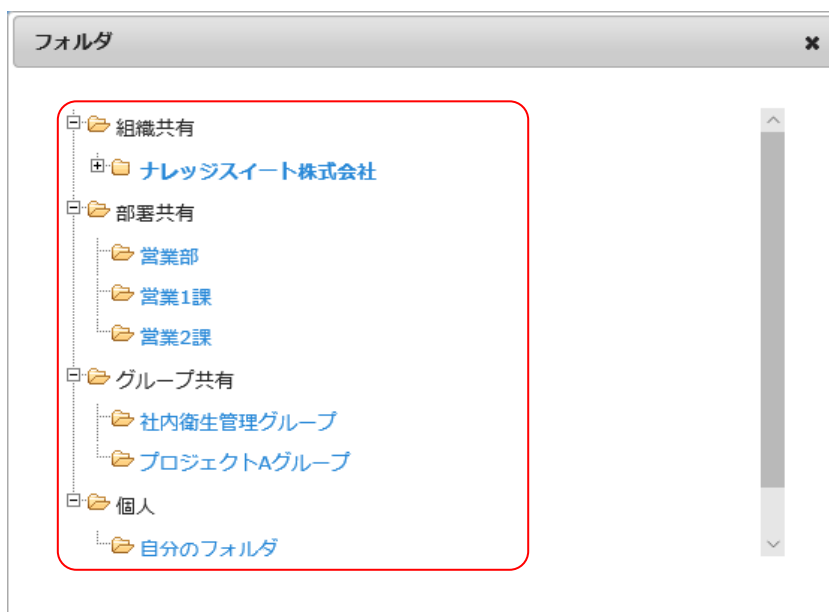 フォルダ
組織共有
ナレッジスイート株式会社
部署共有
営業部
営業1課
営業2課
グループ共有
社内衛生管理グループ
プロジェクトAグループ
個人
自分のフォルダ